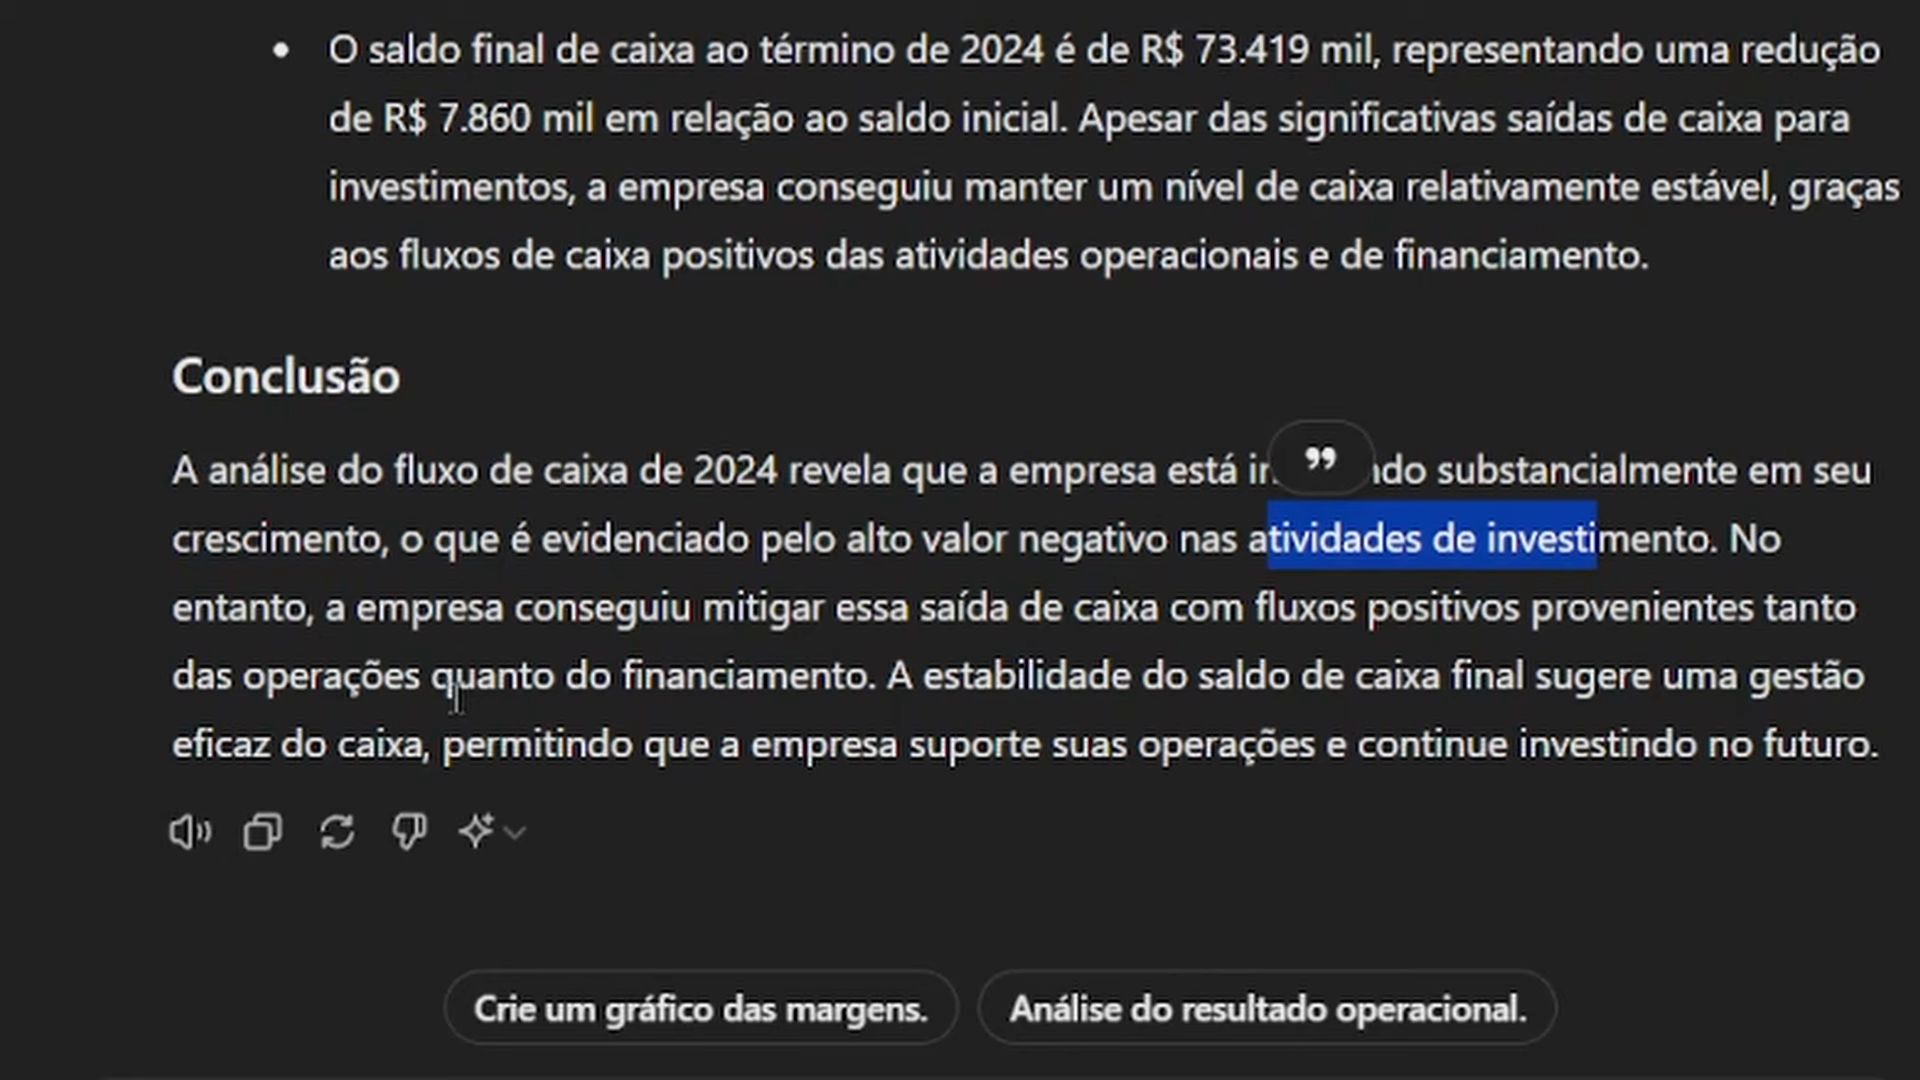 • O saldo final de caixa ao término de 2024 é de R$ 73.419 mil, representando uma redução
de R$ 7.860 mil em relação ao saldo inicial. Apesar das significativas saídas de caixa para
investimentos, a empresa conseguiu manter um nível de caixa relativamente estável, graças
aos fluxos de caixa positivos das atividades operacionais e de financiamento.
Conclusão
A análise do fluxo de caixa de 2024 revela que a empresa está substancialmente em seu
crescimento, o que é evidenciado pelo alto valor negativo nas atividades de investimento. No
entanto, a empresa conseguiu mitigar essa saída de caixa com fluxos positivos provenientes tanto
das operações quanto do financiamento. A estabilidade do saldo de caixa final sugere uma gestão
eficaz do caixa, permitindo que a empresa suporte suas operações e continue investindo no futuro.
Crie um gráfico das margens.
Análise do resultado operacional.